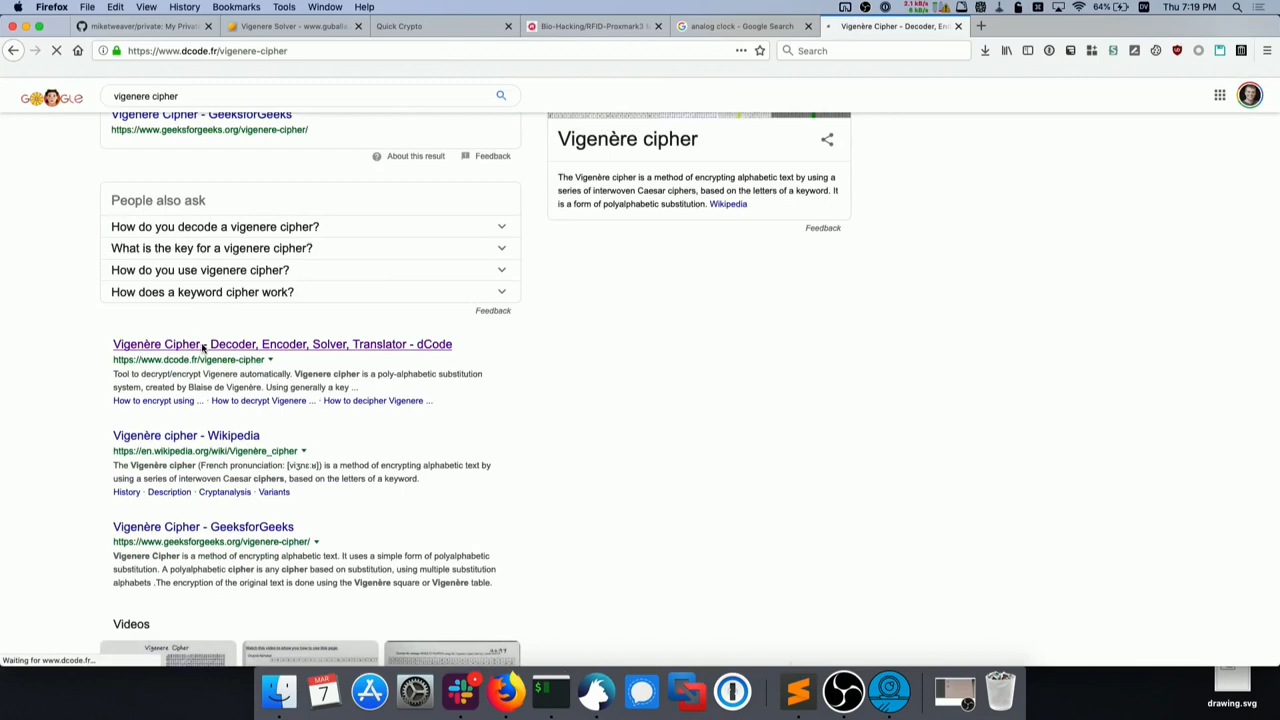 Firefox File Edit View History Bookmarks Tools Window Help
2.1 kB/s
64% Thu 7:19 PM
miketweaver/private: My Private
Vigenere Solver - www.guballa
Quick Crypto
Bio-Hacking/RFID-Proxmark3
analog clock - Google Search
Vigenère Cipher - Decoder, Enc
https://www.dcode.fr/vigenere-cipher
Search
vigenere cipher
Vigenère Cipher - GeeksforGeeks
https://www.geeksforgeeks.org/vigenere-cipher/
About this result Feedback
People also ask
How do you decode a vigenere cipher?
What is the key for a vigenere cipher?
How do you use vigenere cipher?
How does a keyword cipher work?
Feedback
Vigenère Cipher - Decoder, Encoder, Solver, Translator - dCode
https://www.dcode.fr/vigenere-cipher
Tool to decrypt/encrypt Vigenere automatically. Vigenere cipher is a poly-alphabetic substitution
system, created by Blaise de Vigenère. Using generally a key ...
How to encrypt using ... · How to decrypt Vigenere ... · How to decipher Vigenere ...
Vigenère cipher - Wikipedia
https://en.wikipedia.org/wiki/Vigenère_cipher
The Vigenère cipher (French pronunciation: [viʒnɛːʁ]) is a method of encrypting alphabetic text by
using a series of interwoven Caesar ciphers, based on the letters of a keyword.
History · Description · Cryptanalysis · Variants
Vigenère Cipher - GeeksforGeeks
https://www.geeksforgeeks.org/vigenere-cipher/
Vigenere Cipher is a method of encrypting alphabetic text. It uses a simple form of polyalphabetic
substitution. A polyalphabetic cipher is any cipher based on substitution, using multiple substitution
alphabets .The encryption of the original text is done using the Vigenère square or Vigenère table.
Videos
Vigenere Cipher
Vigenère cipher
The Vigenère cipher is a method of encrypting alphabetic text by using a
series of interwoven Caesar ciphers, based on the letters of a keyword. It
is a form of polyalphabetic substitution. Wikipedia
Feedback
Waiting for www.dcode.fr...
MAR
7
drawing.svg